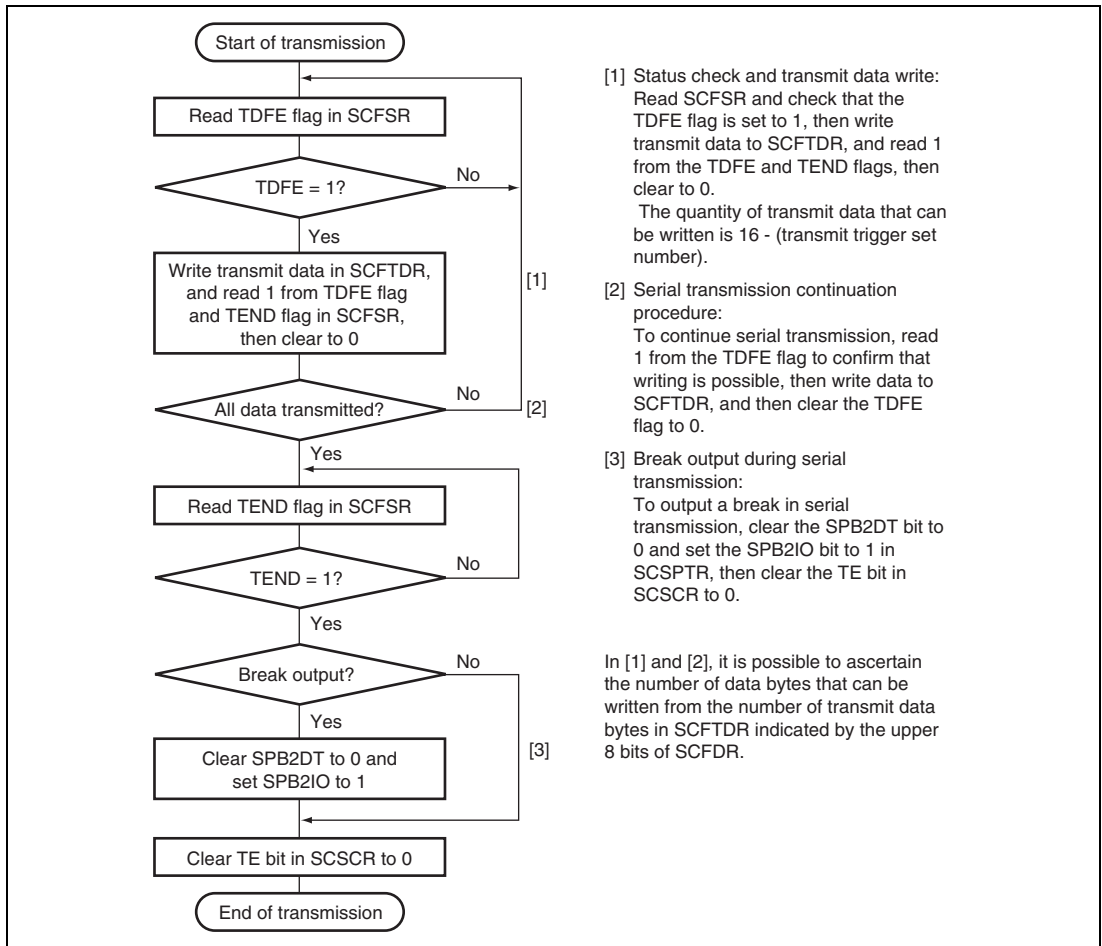 Start of transmission
Read TDFE flag in SCFSR
TDFE = 1?
No
Yes
Write transmit data in SCFTDR,
and read 1 from TDFE flag
and TEND flag in SCFSR,
then clear to 0
[1]
All data transmitted?
No
[2]
Yes
Read TEND flag in SCFSR
TEND = 1?
No
Yes
Break output?
No
Yes
Clear SPB2DT to 0 and
set SPB2IO to 1
[3]
Clear TE bit in SCSCR to 0
End of transmission
[1] Status check and transmit data write:
Read SCFSR and check that the
TDFE flag is set to 1, then write
transmit data to SCFTDR, and read 1
from the TDFE and TEND flags, then
clear to 0.
The quantity of transmit data that can
be written is 16 - (transmit trigger set
number).
[2] Serial transmission continuation
procedure:
To continue serial transmission, read
1 from the TDFE flag to confirm that
writing is possible, then write data to
SCFTDR, and then clear the TDFE
flag to 0.
[3] Break output during serial
transmission:
To output a break in serial
transmission, clear the SPB2DT bit to
0 and set the SPB2IO bit to 1 in
SCSPTR, then clear the TE bit in
SCSCR to 0.
In [1] and [2], it is possible to ascertain
the number of data bytes that can be
written from the number of transmit data
bytes in SCFTDR indicated by the upper
8 bits of SCFDR.